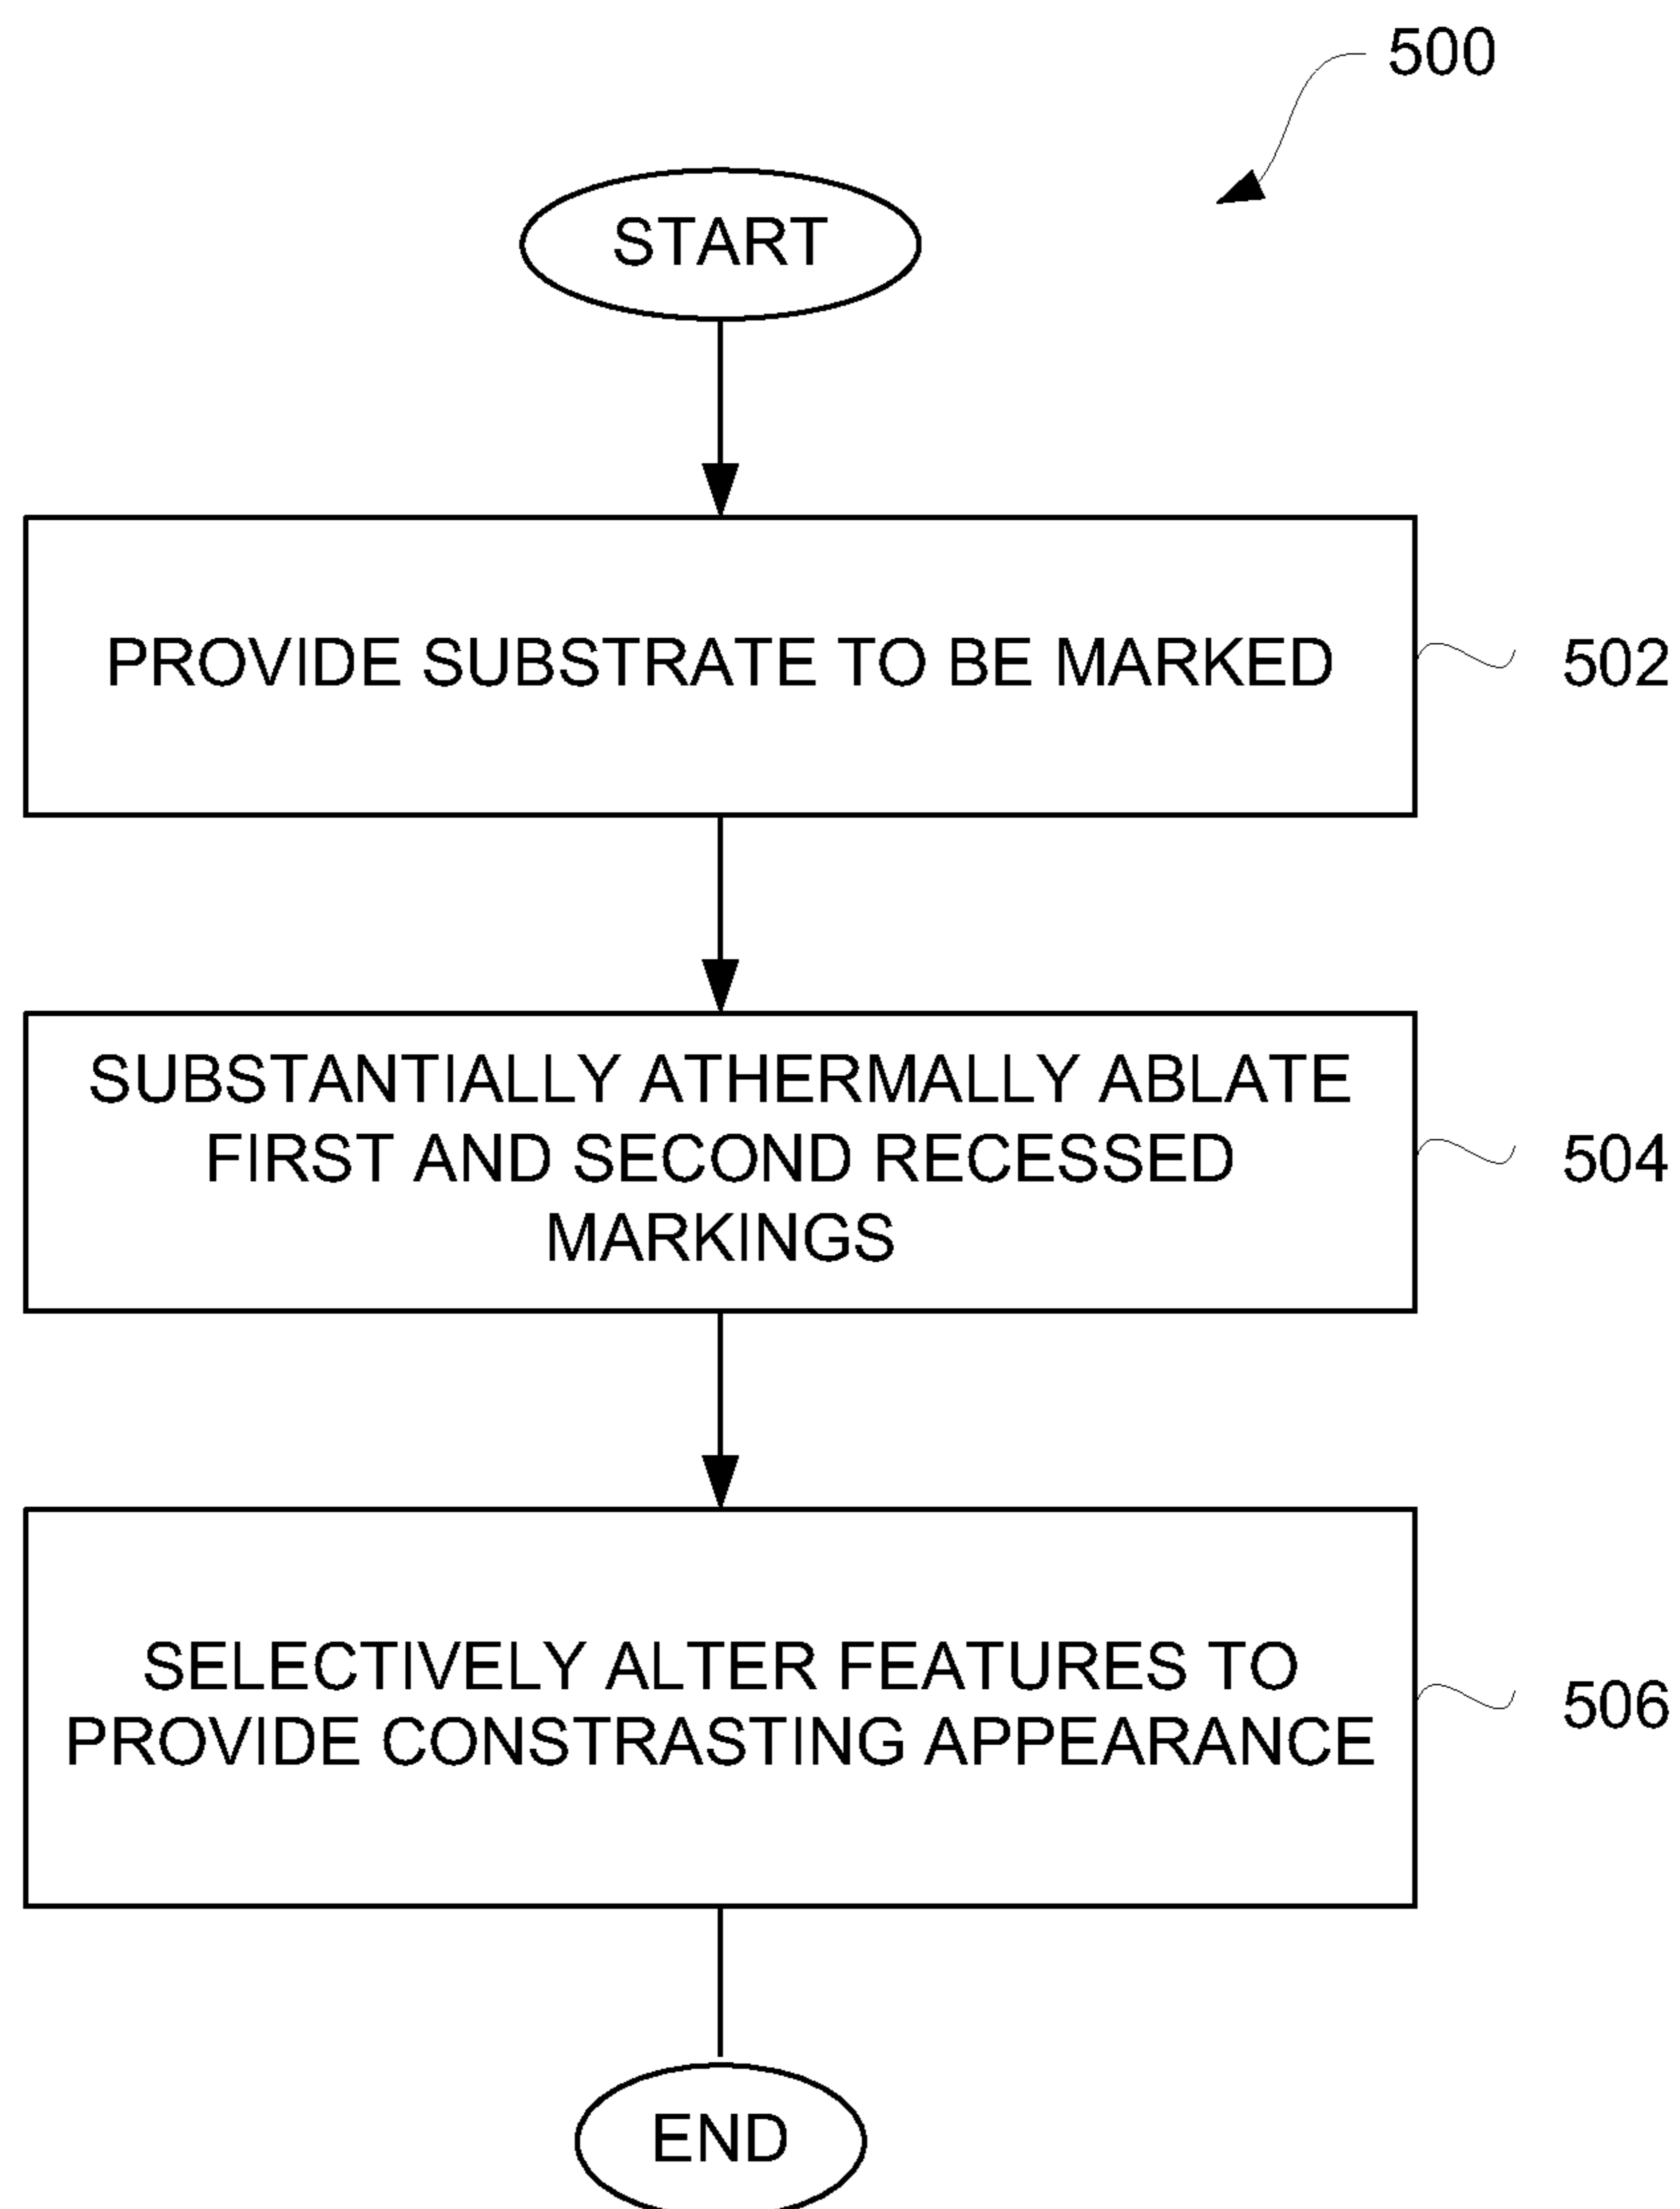 500
START
PROVIDE SUBSTRATE TO BE MARKED
502
SUBSTANTIALLY ATHERMALLY ABLATE
FIRST AND SECOND RECESSED
MARKINGS
504
SELECTIVELY ALTER FEATURES TO
PROVIDE CONSTRASTING APPEARANCE
506
END